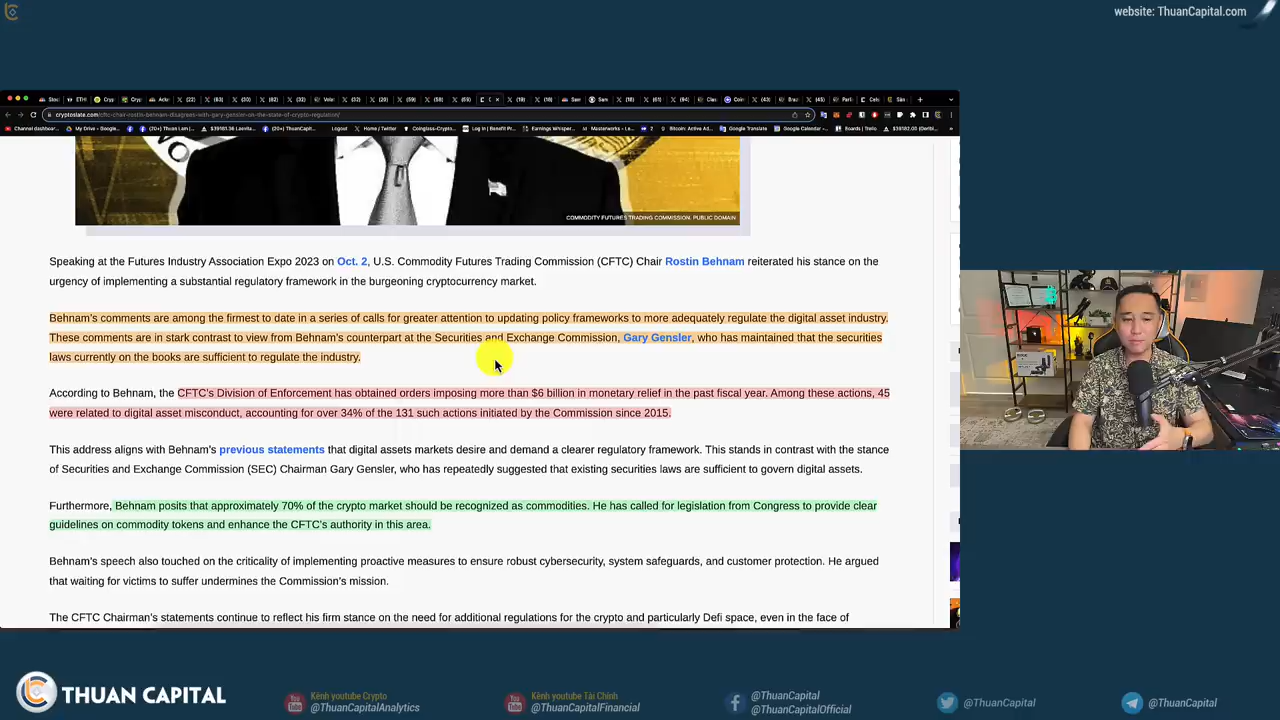 website: ThuanCapital.com
cryptoslate.com/cftc-chair-rostin-behnam-disagrees-with-gary-gensler-on-the-state-of-crypto-regulation/
COMMODITY FUTURES TRADING COMMISSION. PUBLIC DOMAIN
Speaking at the Futures Industry Association Expo 2023 on Oct. 2, U.S. Commodity Futures Trading Commission (CFTC) Chair Rostin Behnam reiterated his stance on the
urgency of implementing a substantial regulatory framework in the burgeoning cryptocurrency market.
Behnam's comments are among the firmest to date in a series of calls for greater attention to updating policy frameworks to more adequately regulate the digital asset industry.
These comments are in stark contrast to view from Behnam's counterpart at the Securities and Exchange Commission, Gary Gensler, who has maintained that the securities
laws currently on the books are sufficient to regulate the industry.
According to Behnam, the CFTC's Division of Enforcement has obtained orders imposing more than $6 billion in monetary relief in the past fiscal year. Among these actions, 45
were related to digital asset misconduct, accounting for over 34% of the 131 such actions initiated by the Commission since 2015.
This address aligns with Behnam's previous statements that digital assets markets desire and demand a clearer regulatory framework. This stands in contrast with the stance
of Securities and Exchange Commission (SEC) Chairman Gary Gensler, who has repeatedly suggested that existing securities laws are sufficient to govern digital assets.
Furthermore, Behnam posits that approximately 70% of the crypto market should be recognized as commodities. He has called for legislation from Congress to provide clear
guidelines on commodity tokens and enhance the CFTC's authority in this area.
Behnam's speech also touched on the criticality of implementing proactive measures to ensure robust cybersecurity, system safeguards, and customer protection. He argued
that waiting for victims to suffer undermines the Commission's mission.
The CFTC Chairman's statements continue to reflect his firm stance on the need for additional regulations for the crypto and particularly Defi space, even in the face of
THUAN CAPITAL
Kênh youtube Crypto
@ThuanCapitalAnalytics
Kênh youtube Tài Chính
@ThuanCapitalFinancial
@ThuanCapital
@ThuanCapitalOfficial
@ThuanCapital
@ThuanCapital